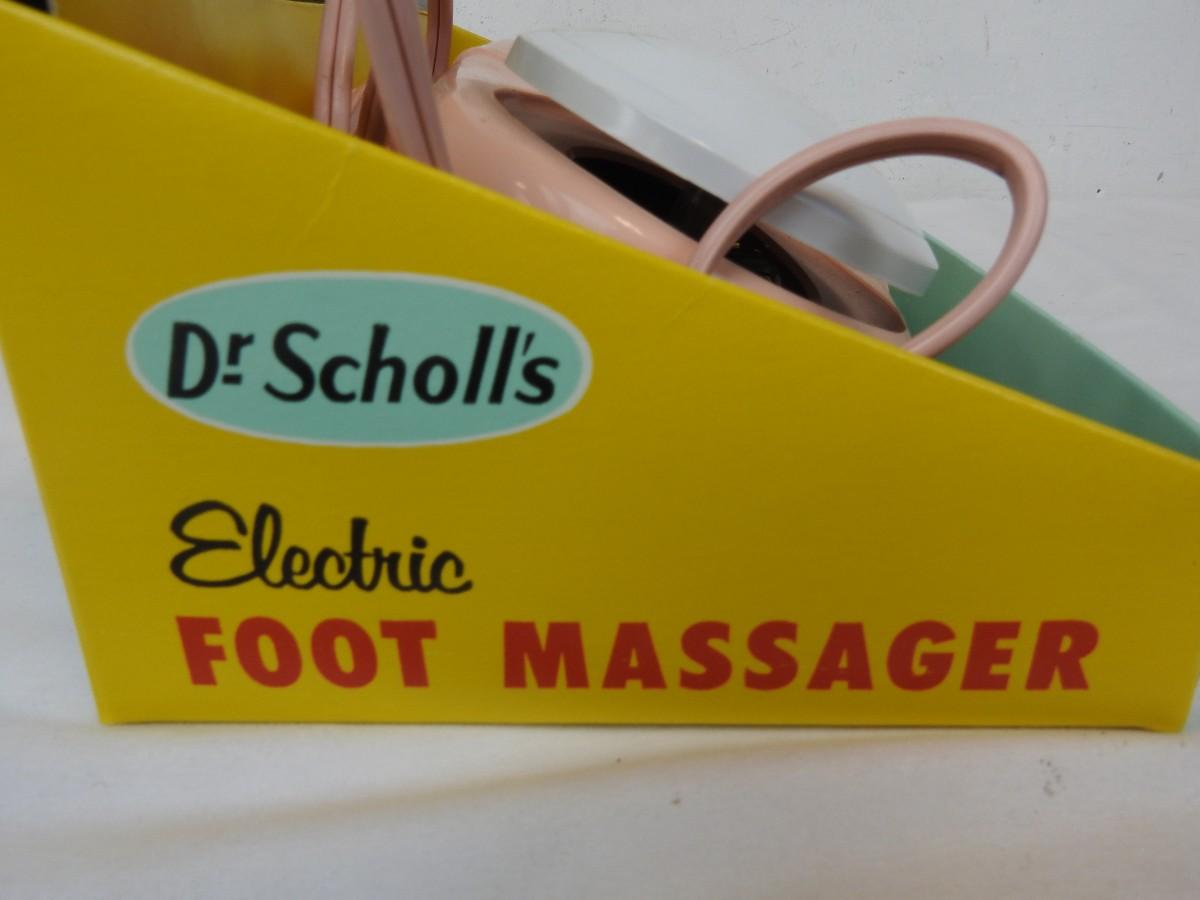 Dr Scholl's
Electric
FOOT MASSAGER